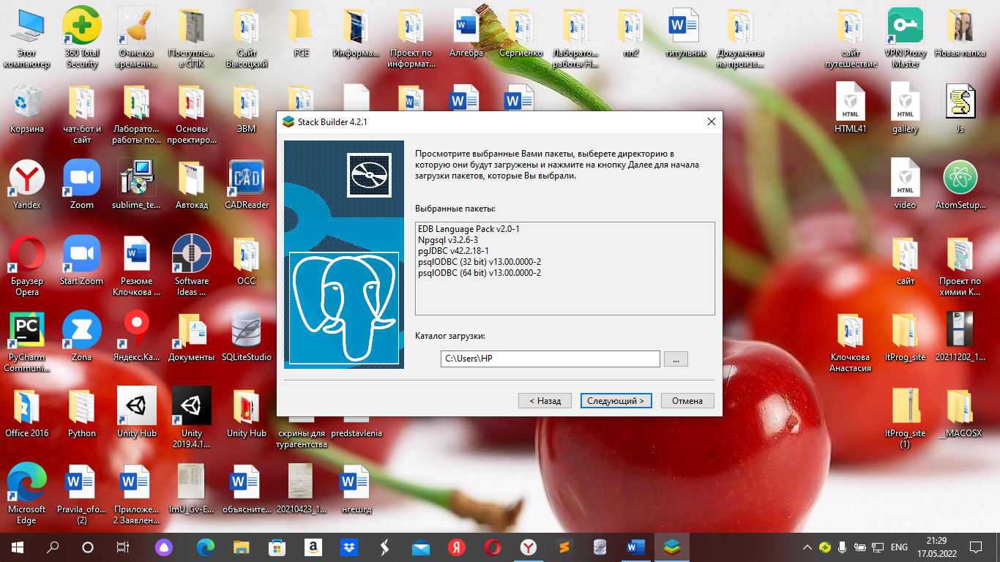 Этот
компьютер
360 Total
Security
Очистка
временн...
Поступле...
в СПК
Сайт
Высоцкий
FCE
Информа...
Проект по
информат...
Алгебра
Сергиенко
Лаборато...
работы Н...
пп2
титульник
Документы
на произв...
сайт
путешествие
VPN Proxy
Master
Новая папка
Корзина
чат-бот и
сайт
Лаборато...
работы по...
Основы
проектиро...
ЭВМ
HTML
HTML41
HTML
gallery
Js
Stack Builder 4.2.1
Просмотрите выбранные Вами пакеты, выберете директорию в
которую они будут загружены и нажмите на кнопку Далее для начала
загрузки пакетов, которые Вы выбрали.
Выбранные пакеты:
EDB Language Pack v2.0-1
Npgsql v3.2.6-3
pgJDBC v42.2.18-1
psqlODBC (32 bit) v13.00.0000-2
psqlODBC (64 bit) v13.00.0000-2
Каталог загрузки:
C:\Users\HP
...
< Назад
Следующий >
Отмена
Yandex
Zoom
sublime_te...
Автокад
CAD
CADReader
HTML
video
AtomSetup...
Браузер
Opera
Start Zoom
Резюме
Клочкова ...
Software
Ideas ...
ОСС
сайт
Проект по
химии К...
PC
PyCharm
Communi...
Zona
Яндекс.Ка...
Документы
SQLiteStudio
Клочкова
Анастасия
ItProg_site
20211202_1...
Office 2016
Python
Unity Hub
Unity
2019.4.1...
Unity Hub
скрины для
турагентства
predstavlenia
ItProg_site
(1)
__MACOSX
Microsoft
Edge
Pravila_ofo...
(2)
Приложе...
2 Заявлен...
ImU_Gv-E...
объясните...
20210423_1...
нгешгд
ENG
21:29
17.05.2022